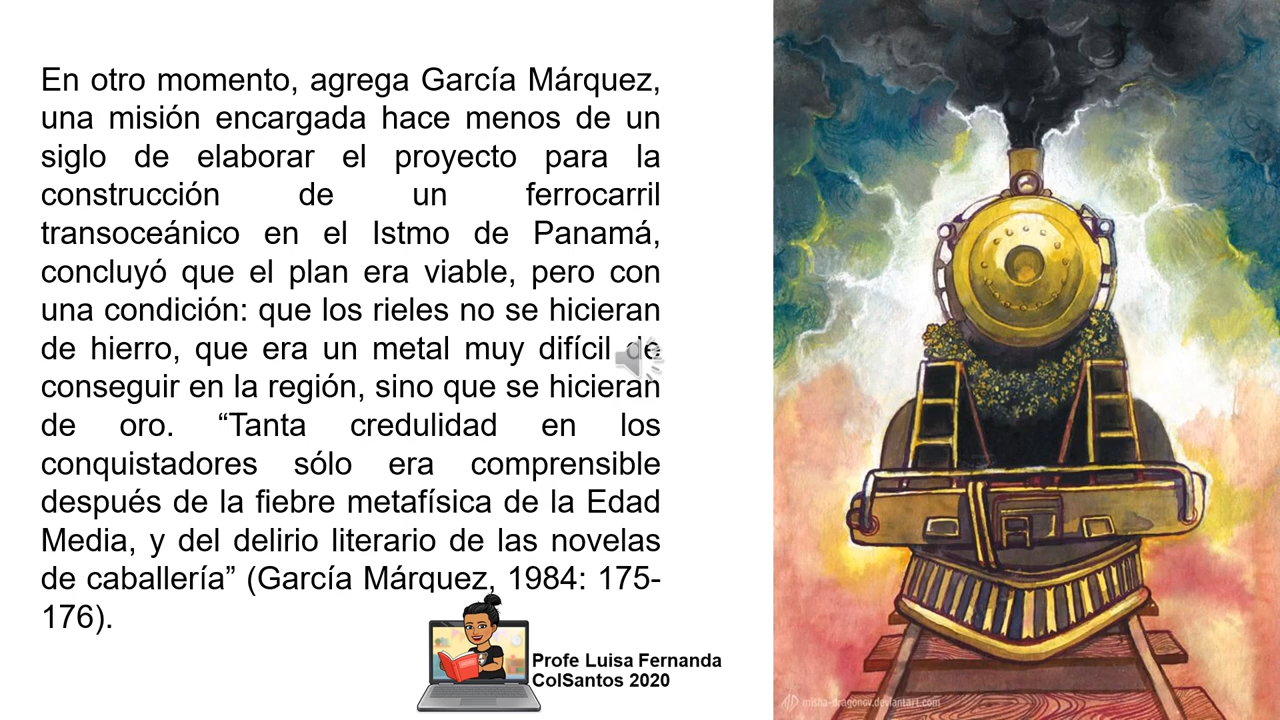 En otro momento, agrega García Márquez,
una misión encargada hace menos de un
siglo de elaborar el proyecto para la
construcción de un ferrocarril
transoceánico en el Istmo de Panamá,
concluyó que el plan era viable, pero con
una condición: que los rieles no se hicieran
de hierro, que era un metal muy difícil de
conseguir en la región, sino que se hicieran
de oro. “Tanta credulidad en los
conquistadores sólo era comprensible
después de la fiebre metafísica de la Edad
Media, y del delirio literario de las novelas
de caballería” (García Márquez, 1984: 175-
176).
Profe Luisa Fernanda
ColSantos 2020
misha-dragonov.deviantart.com